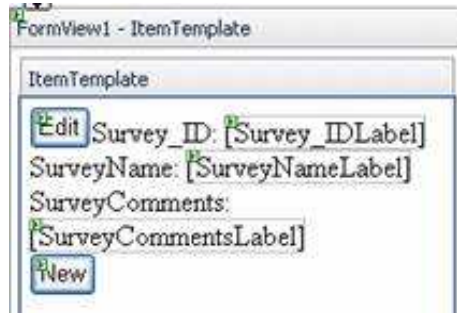 FormView1 - ItemTemplate
ItemTemplate
Edit Survey_ID: [Survey_IDLabel]
SurveyName: [SurveyNameLabel]
SurveyComments:
[SurveyCommentsLabel]
New